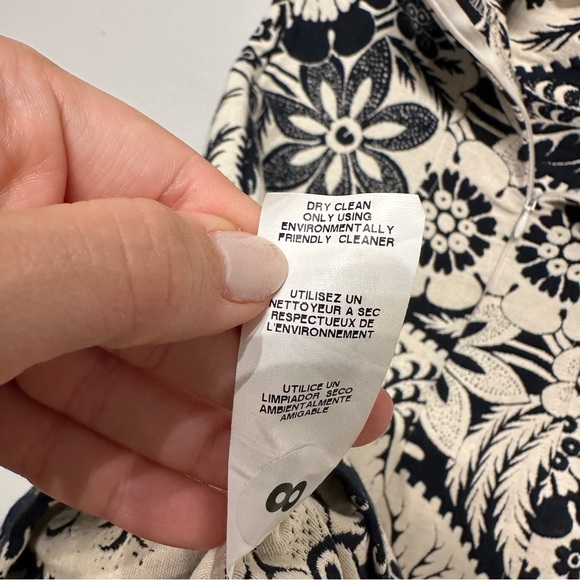 DRY CLEAN
ONLY USING
ENVIRONMENTALLY
FRIENDLY CLEANER
UTILISEZ UN
NETTOYEUR A SEC
RESPECTUEUX DE
L'ENVIRONNEMENT
UTILICE UN
LIMPIADOR SECO
AMBIENTALMENTE
AMIGABLE
8